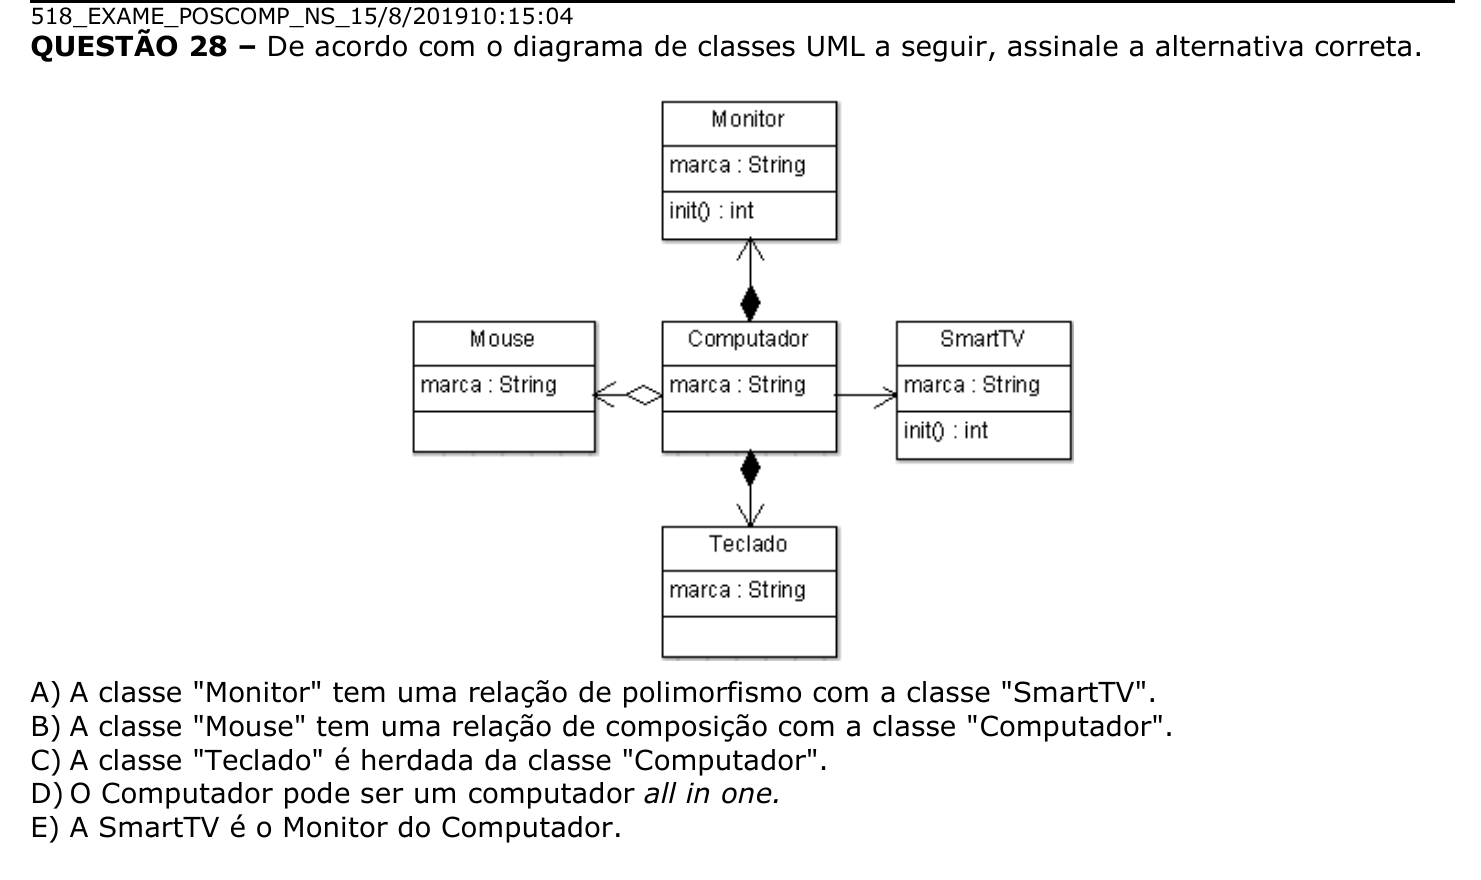 518_EXAME_POSCOMP_NS_15/8/201910:15:04
QUESTÃO 28 – De acordo com o diagrama de classes UML a seguir, assinale a alternativa correta.
Monitor
marca : String
init() : int
Mouse
marca : String
Computador
marca : String
SmartTV
marca : String
init() : int
Teclado
marca : String
A) A classe "Monitor" tem uma relação de polimorfismo com a classe "SmartTV".
B) A classe "Mouse" tem uma relação de composição com a classe "Computador".
C) A classe "Teclado" é herdada da classe "Computador".
D) O Computador pode ser um computador all in one.
E) A SmartTV é o Monitor do Computador.